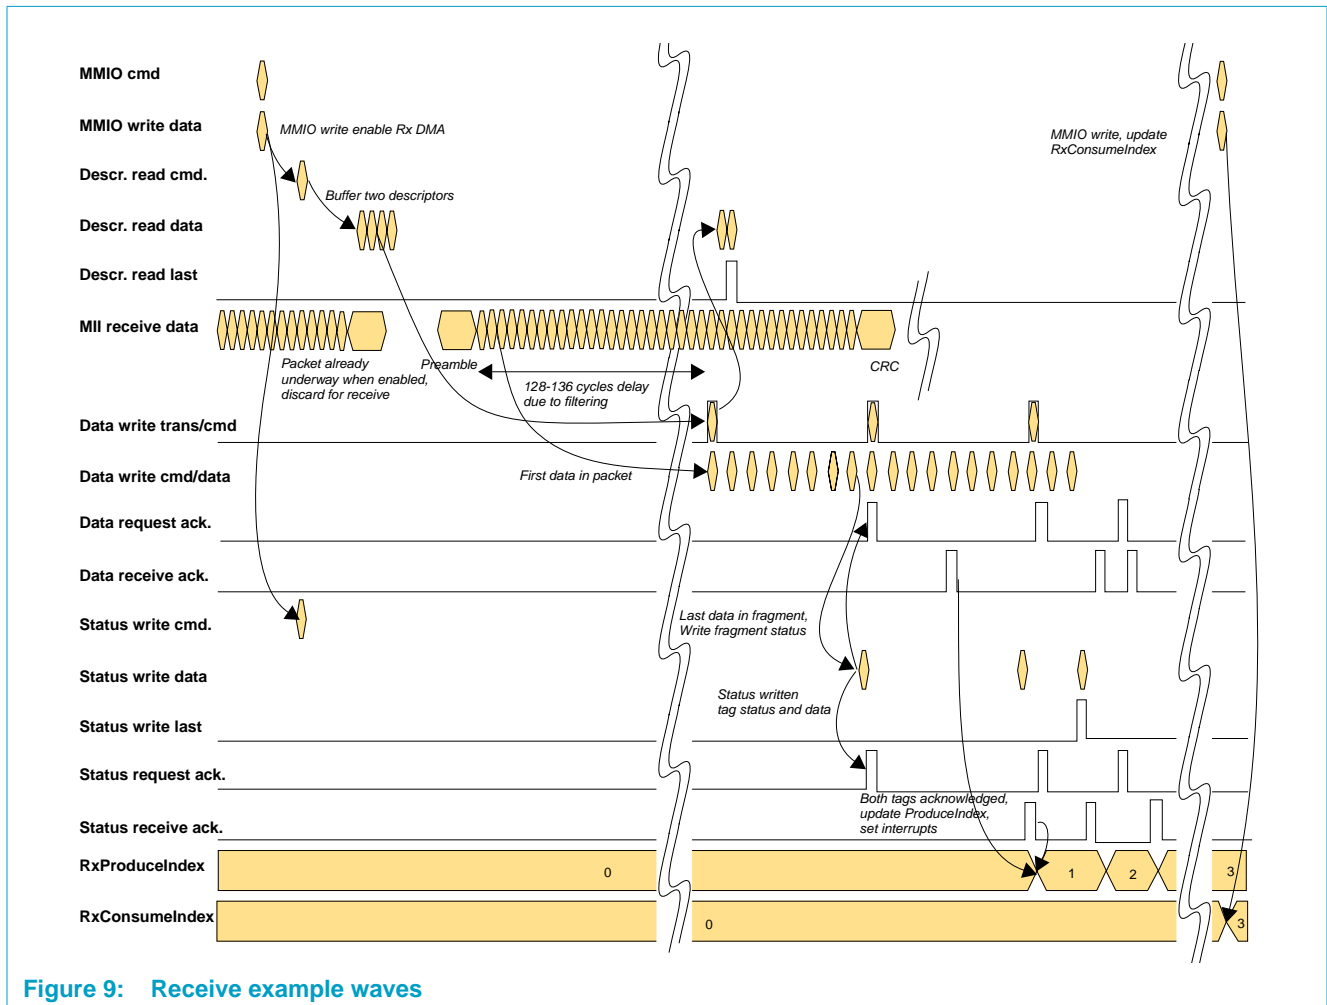 MMIO cmd
MMIO write data
MMIO write enable Rx DMA
MMIO write, update
RxConsumeIndex
Descr. read cmd.
Buffer two descriptors
Descr. read data
Descr. read last
MII receive data
Packet already
underway when enabled,
discard for receive
Preamble
128-136 cycles delay
due to filtering
CRC
Data write trans/cmd
Data write cmd/data
First data in packet
Data request ack.
Data receive ack.
Status write cmd.
Last data in fragment,
Write fragment status
Status write data
Status written
tag status and data
Status write last
Status request ack.
Both tags acknowledged,
update ProduceIndex,
set interrupts
Status receive ack.
RxProduceIndex
0
1
2
3
RxConsumeIndex
0
3
Figure 9: Receive example waves